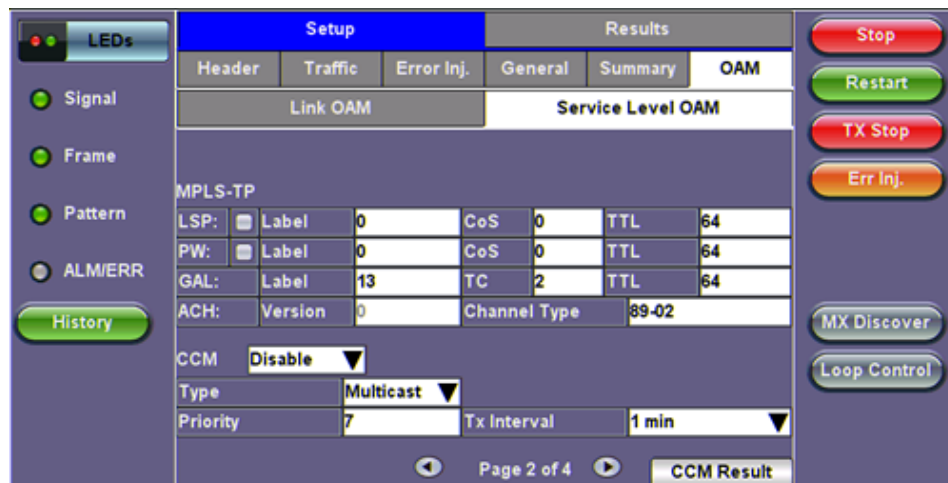 LEDs
Signal
Frame
Pattern
ALM/ERR
History
Setup Results
Header Traffic Error Inj. General Summary OAM
Link OAM Service Level OAM
MPLS-TP
LSP: Label 0 CoS 0 TTL 64
PW: Label 0 CoS 0 TTL 64
GAL: Label 13 TC 2 TTL 64
ACH: Version 0 Channel Type 89-02
CCM Disable
Type Multicast
Priority 7 Tx Interval 1 min
Page 2 of 4 CCM Result
Stop
Restart
TX Stop
Err Inj.
MX Discover
Loop Control